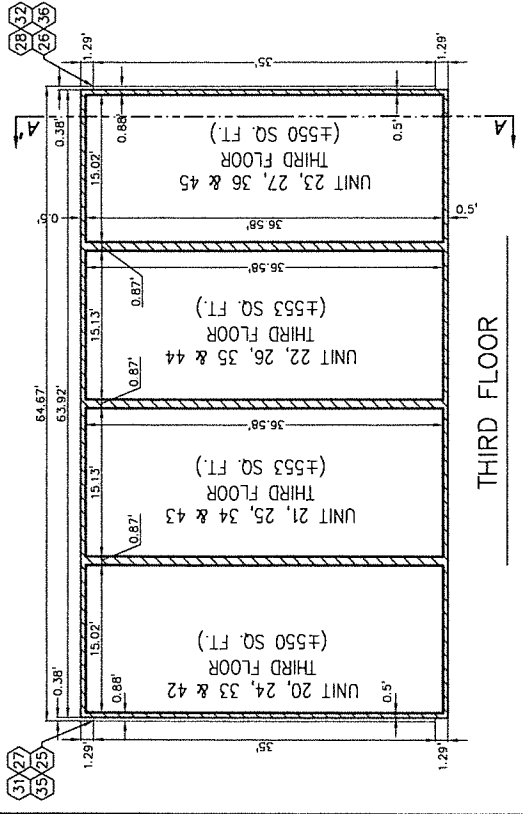 28 32
26 36
31 27
35 25
64.67'
63.92'
0.38'
0.38'
1.29'
1.29'
15.02'
15.13'
15.13'
15.02'
0.88'
0.87'
0.87'
0.87'
0.88'
0.5'
0.5'
0.5'
0.5'
35'
35'
36.58'
36.58'
36.58'
1.29'
1.29'
A'
A
UNIT 20, 24, 33 & 42
THIRD FLOOR
(±550 SQ. FT.)
UNIT 21, 25, 34 & 43
THIRD FLOOR
(±553 SQ. FT.)
UNIT 22, 26, 35 & 44
THIRD FLOOR
(±553 SQ. FT.)
UNIT 23, 27, 36 & 45
THIRD FLOOR
(±550 SQ. FT.)
THIRD FLOOR